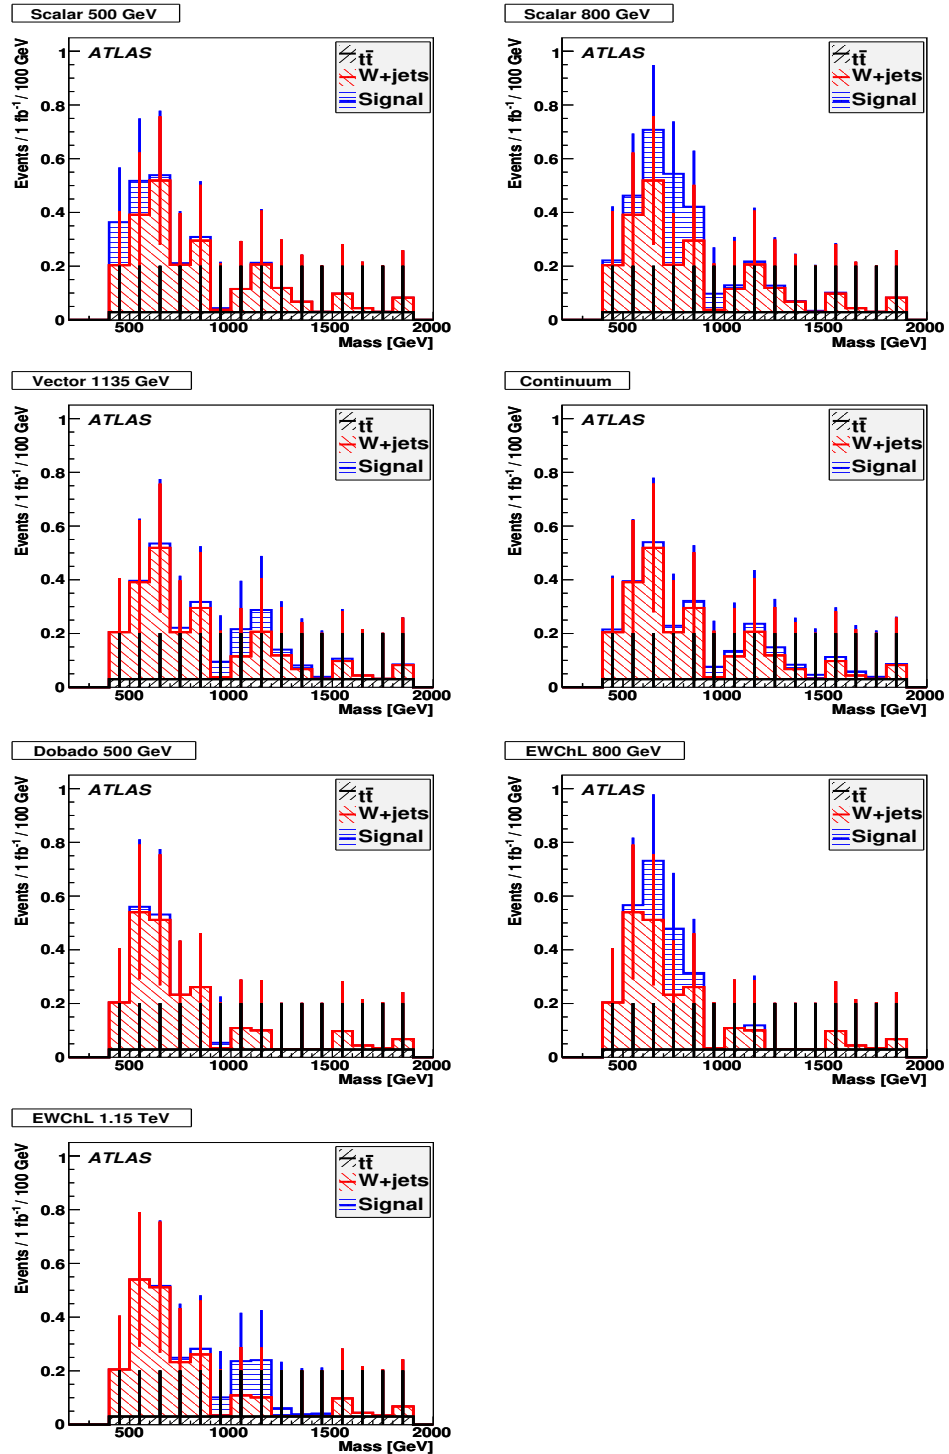 Scalar 500 GeV
Events / 1 fb⁻¹ / 100 GeV
ATLAS
tt̄
W+jets
Signal
1
0.8
0.6
0.4
0.2
0
500 1000 1500 2000
Mass [GeV]
Scalar 800 GeV
Events / 1 fb⁻¹ / 100 GeV
ATLAS
tt̄
W+jets
Signal
1
0.8
0.6
0.4
0.2
0
500 1000 1500 2000
Mass [GeV]
Vector 1135 GeV
Events / 1 fb⁻¹ / 100 GeV
ATLAS
tt̄
W+jets
Signal
1
0.8
0.6
0.4
0.2
0
500 1000 1500 2000
Mass [GeV]
Continuum
Events / 1 fb⁻¹ / 100 GeV
ATLAS
tt̄
W+jets
Signal
1
0.8
0.6
0.4
0.2
0
500 1000 1500 2000
Mass [GeV]
Dobado 500 GeV
Events / 1 fb⁻¹ / 100 GeV
ATLAS
tt̄
W+jets
Signal
1
0.8
0.6
0.4
0.2
0
500 1000 1500 2000
Mass [GeV]
EWChL 800 GeV
Events / 1 fb⁻¹ / 100 GeV
ATLAS
tt̄
W+jets
Signal
1
0.8
0.6
0.4
0.2
0
500 1000 1500 2000
Mass [GeV]
EWChL 1.15 TeV
Events / 1 fb⁻¹ / 100 GeV
ATLAS
tt̄
W+jets
Signal
1
0.8
0.6
0.4
0.2
0
500 1000 1500 2000
Mass [GeV]